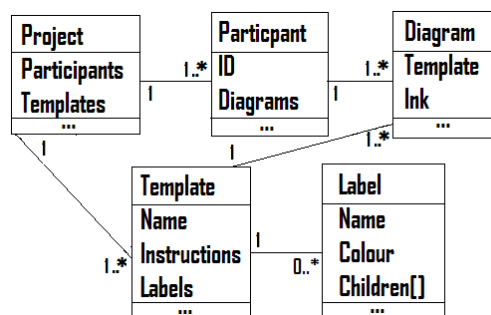 Project
Participants
Templates
...
1
1..*
Particpant
ID
Diagrams
...
1
1..*
Diagram
Template
Ink
...
1
1..*
1
1..*
Template
Name
Instructions
Labels
...
1
0..*
Label
Name
Colour
Children[]
...